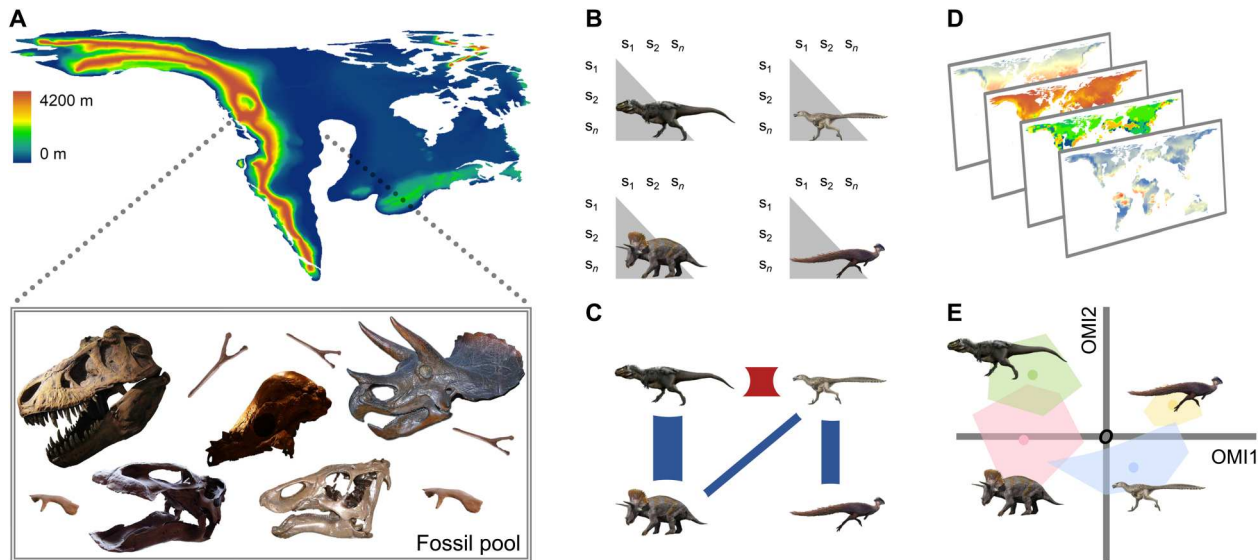 A
4200 m
0 m
Fossil pool
B
S1 S2 Sn
S1
S2
Sn
S1 S2 Sn
S1
S2
Sn
S1 S2 Sn
S1
S2
Sn
S1 S2 Sn
S1
S2
Sn
C
D
E
OMI2
O
OMI1